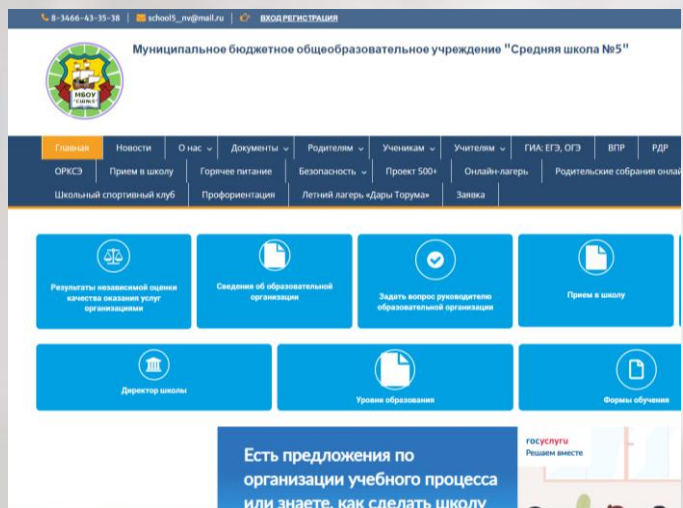 8-3466-43-35-38 school5_nv@mail.ru ВХОД РЕГИСТРАЦИЯ
Муниципальное бюджетное общеобразовательное учреждение "Средняя школа №5"
МБОУ
"СШ№5"
Главная Новости О нас Документы Родителям Ученикам Учителям ГИА: ЕГЭ, ОГЭ ВПР РДР
ОРКСЭ Прием в школу Горячее питание Безопасность Проект 500+ Онлайн-лагерь Родительские собрания онлай
Школьный спортивный клуб Профориентация Летний лагерь «Дары Торума» Заявка
Результаты независимой оценки
качества оказания услуг
организациями
Сведения об образовательной
организации
Задать вопрос руководителю
образовательной организации
Прием в школу
Директор школы
Уровни образования
Формы обучения
Есть предложения по
организации учебного процесса
или знаете, как сделать школу
госуслуги
Решаем вместе